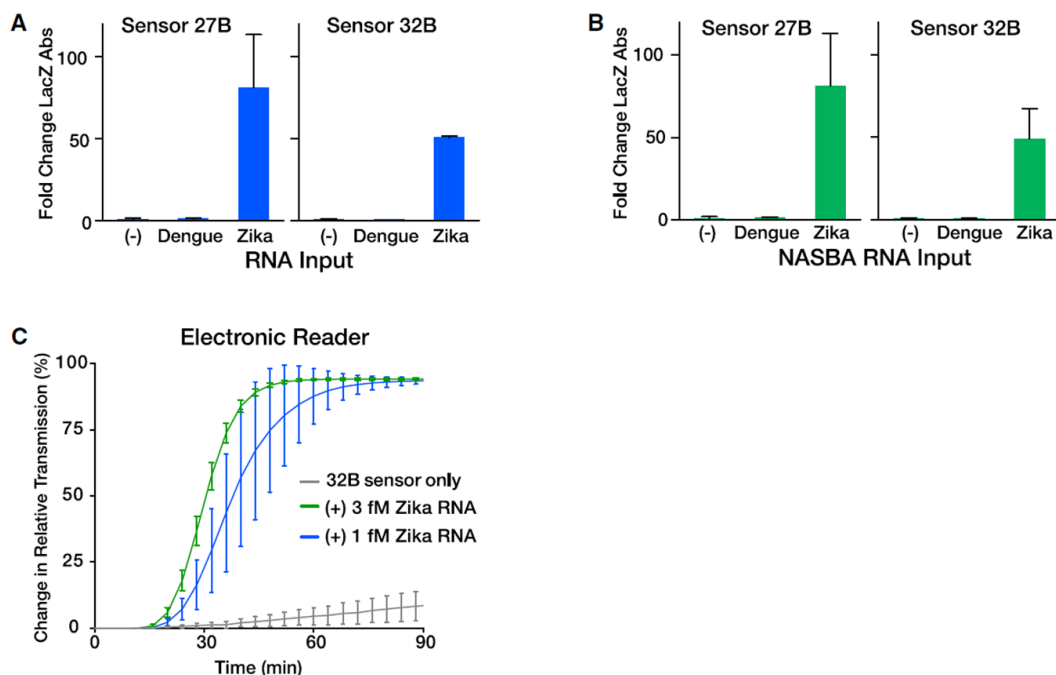 A
Sensor 27B
Sensor 32B
Fold Change LacZ Abs
100
50
0
(-) Dengue Zika
(-) Dengue Zika
RNA Input
B
Sensor 27B
Sensor 32B
Fold Change LacZ Abs
100
50
0
(-) Dengue Zika
(-) Dengue Zika
NASBA RNA Input
C
Electronic Reader
Change in Relative Transmission (%)
100
75
50
25
0
32B sensor only
(+) 3 fM Zika RNA
(+) 1 fM Zika RNA
0 30 60 90
Time (min)